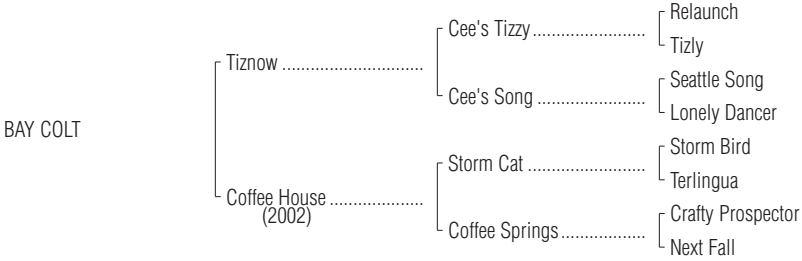 Relaunch
Cee's Tizzy........................
Tizly
Tiznow .............................
Seattle Song
Cee's Song .......................
Lonely Dancer
BAY COLT
Storm Bird
Storm Cat .........................
Terlingua
Coffee House ....................
(2002)
Crafty Prospector
Coffee Springs..................
Next Fall